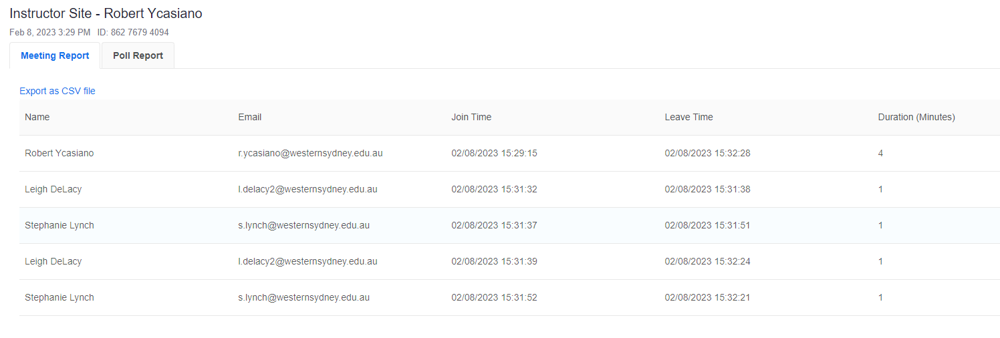 Instructor Site - Robert Ycasiano
Feb 8, 2023 3:29 PM ID: 862 7679 4094
Meeting Report Poll Report
Export as CSV file
Name Email Join Time Leave Time Duration (Minutes)
Robert Ycasiano r.ycasiano@westernsydney.edu.au 02/08/2023 15:29:15 02/08/2023 15:32:28 4
Leigh DeLacy l.delacy2@westernsydney.edu.au 02/08/2023 15:31:32 02/08/2023 15:31:38 1
Stephanie Lynch s.lynch@westernsydney.edu.au 02/08/2023 15:31:37 02/08/2023 15:31:51 1
Leigh DeLacy l.delacy2@westernsydney.edu.au 02/08/2023 15:31:39 02/08/2023 15:32:24 1
Stephanie Lynch s.lynch@westernsydney.edu.au 02/08/2023 15:31:52 02/08/2023 15:32:21 1